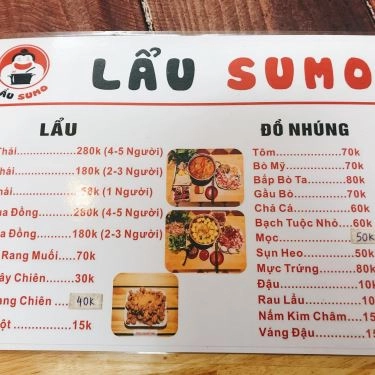 LẨU SUMO
ẨU SUMO
LẨU
Thái 280k (4-5 Người)
hái 180k (2-3 Người)
hái k (1 Người)
ua Đồng 280k (4-5 Người)
a Đồng 180k (2-3 Người)
Rang Muối 70k
ây Chiên 30k
ang Chiên 40k
ột 15k
ĐỒ NHÚNG
Tôm 70k
Bò Mỹ 70k
Bắp Bò Ta 80k
Gầu Bò 70k
Chả Cá 60k
Bạch Tuộc Nhỏ 60k
Mọc 50K
Sụn Heo 50k
Mực Trứng 80k
Đậu 10k
Rau Lẩu 10
Nấm Kim Châm 15
Váng Đậu 15